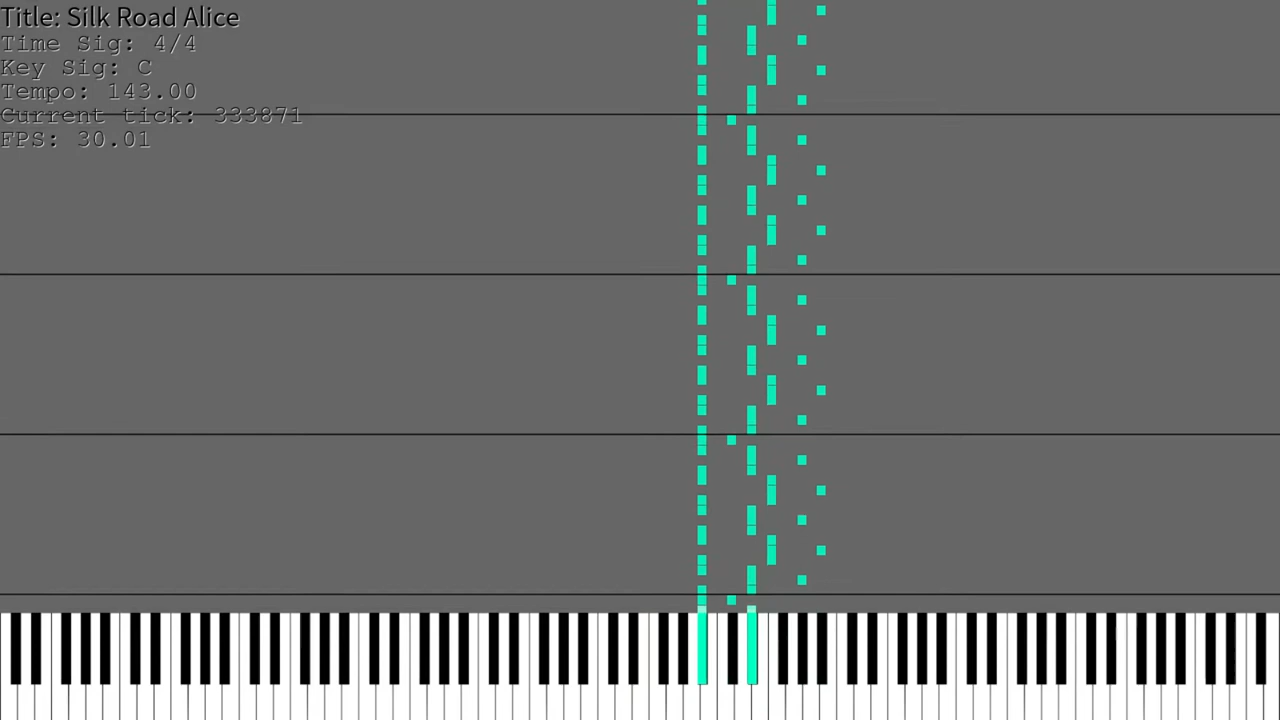 Title: Silk Road Alice
Time Sig: 4/4
Key Sig: C
Tempo: 143.00
Current tick: 333871
FPS: 30.01